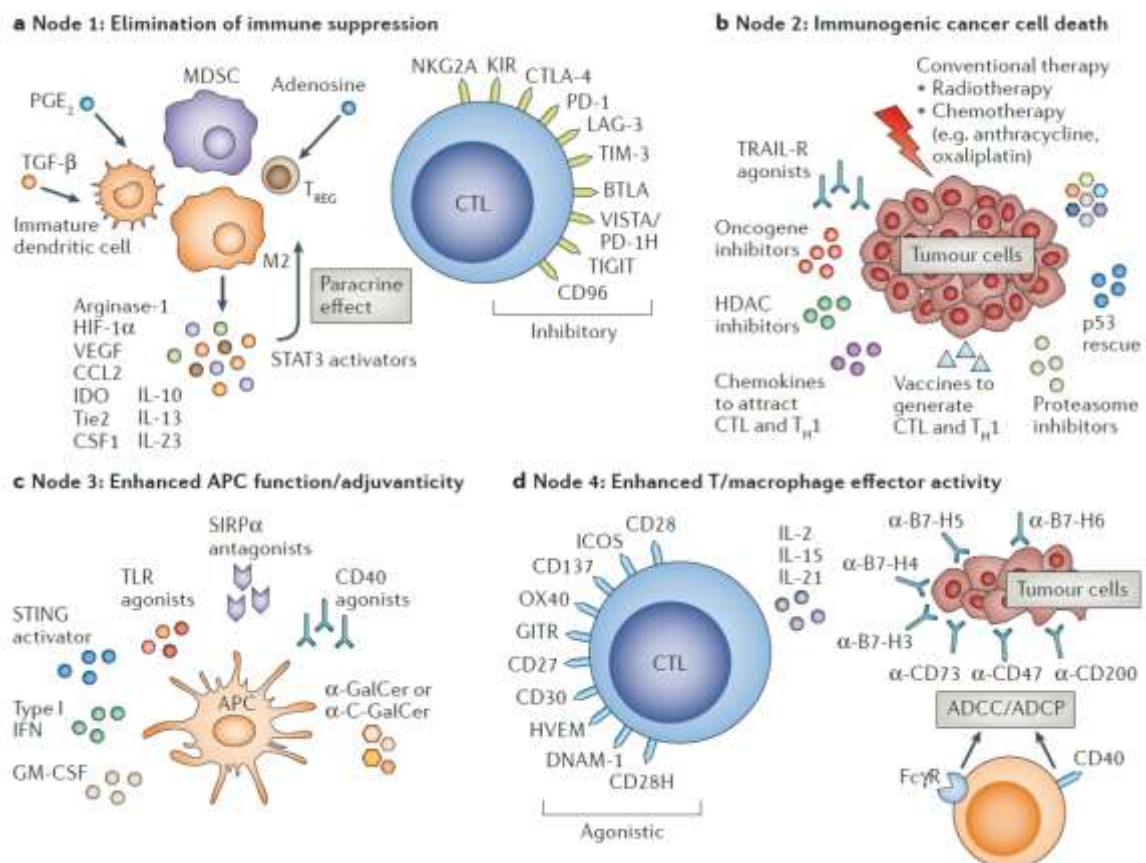 a Node 1: Elimination of immune suppression
MDSC
PGE₂
Adenosine
TGF-β
T_REG
Immature
dendritic cell
M2
Arginase-1
HIF-1α
VEGF
CCL2
IDO IL-10
Tie2 IL-13
CSF1 IL-23
Paracrine
effect
STAT3 activators
NKG2A
KIR
CTLA-4
PD-1
LAG-3
TIM-3
BTLA
VISTA/
PD-1H
TIGIT
CD96
CTL
Inhibitory
b Node 2: Immunogenic cancer cell death
Conventional therapy
• Radiotherapy
• Chemotherapy
(e.g. anthracycline,
oxaliplatin)
TRAIL-R
agonists
Oncogene
inhibitors
Tumour cells
HDAC
inhibitors
p53
rescue
Chemokines
to attract
CTL and T_H1
Vaccines to
generate
CTL and T_H1
Proteasome
inhibitors
c Node 3: Enhanced APC function/adjuvanticity
SIRPα
antagonists
TLR
agonists
CD40
agonists
STING
activator
APC
α-GalCer or
α-C-GalCer
Type I
IFN
GM-CSF
d Node 4: Enhanced T/macrophage effector activity
CD28
ICOS
CD137
OX40
GITR
CD27
CD30
HVEM
DNAM-1
CD28H
CTL
Agonistic
IL-2
IL-15
IL-21
α-B7-H5
α-B7-H6
α-B7-H4
Tumour cells
α-B7-H3
α-CD73
α-CD47
α-CD200
ADCC/ADCP
FcγR
CD40